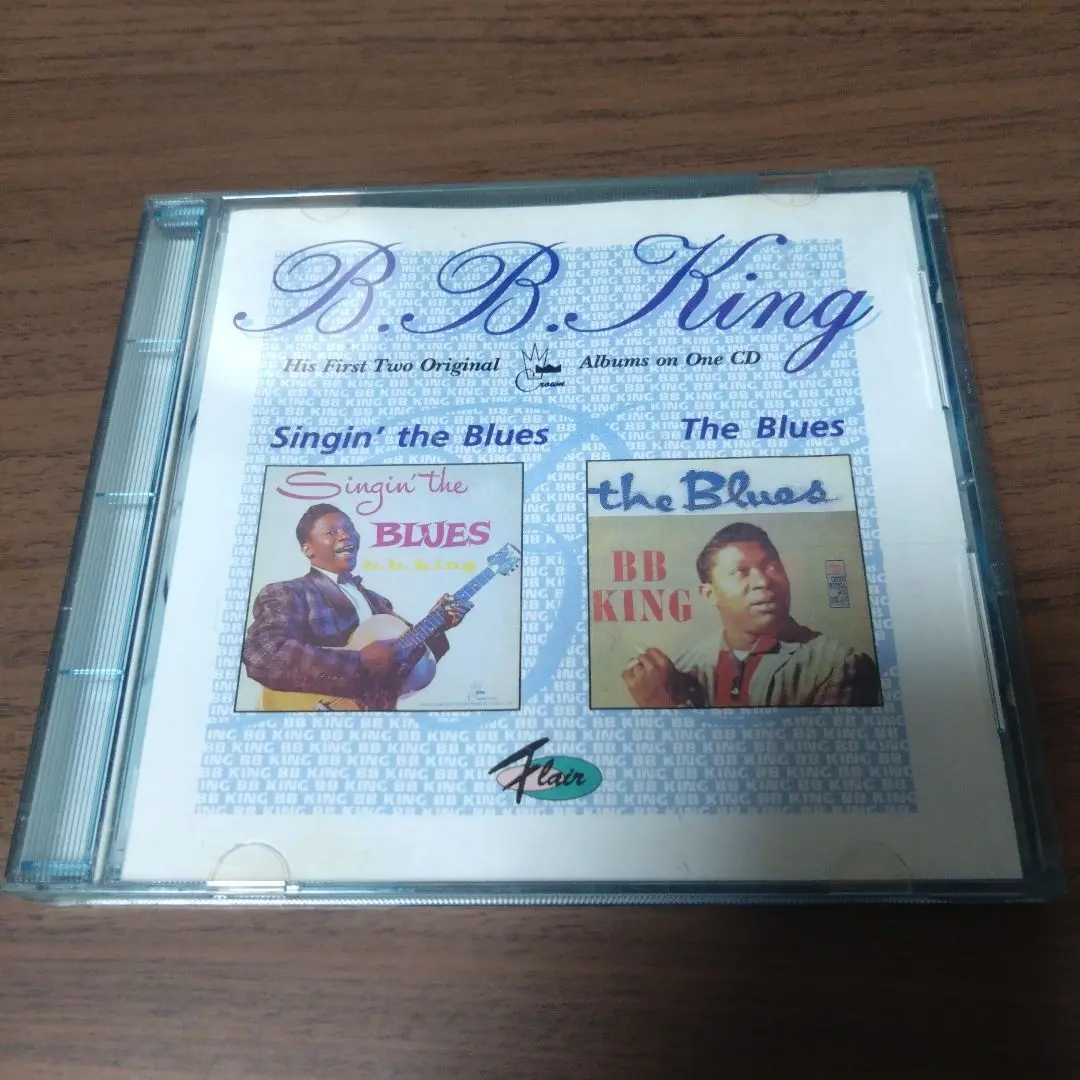 B.B.King
His First Two Original Crown Albums on One CD
Singin' the Blues
The Blues
Singin' the
BLUES
b.b. king
the Blues
BB
KING
Flair